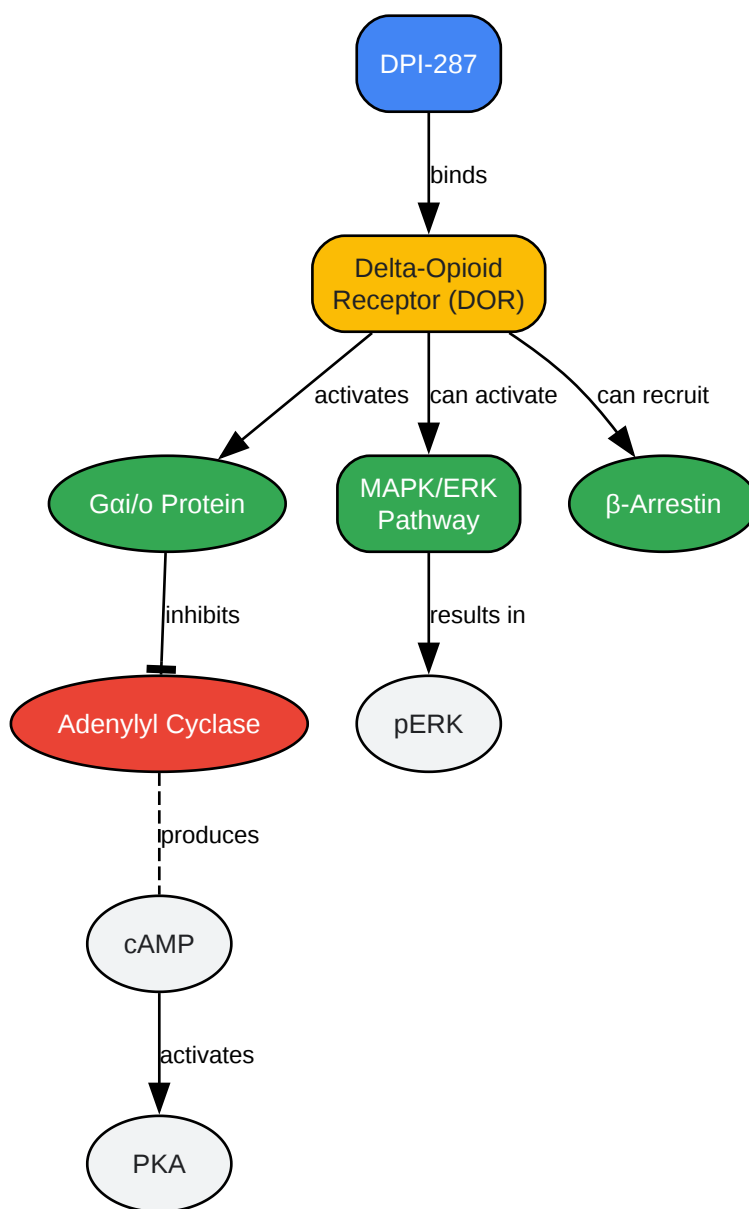 DPI-287
binds
Delta-Opioid
Receptor (DOR)
activates
can activate
can recruit
Gαi/o Protein
MAPK/ERK
Pathway
β-Arrestin
inhibits
results in
Adenylyl Cyclase
pERK
produces
cAMP
activates
PKA